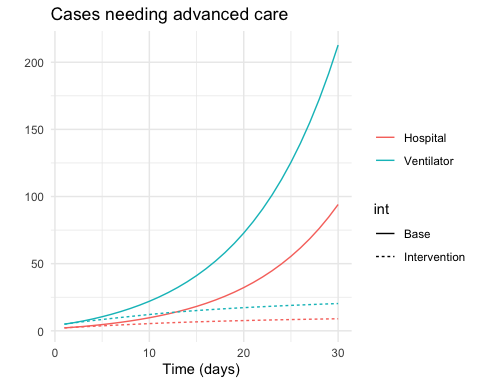 Cases needing advanced care
200
150
100
50
0
0 10 20 30
Time (days)
Hospital
Ventilator
int
Base
Intervention